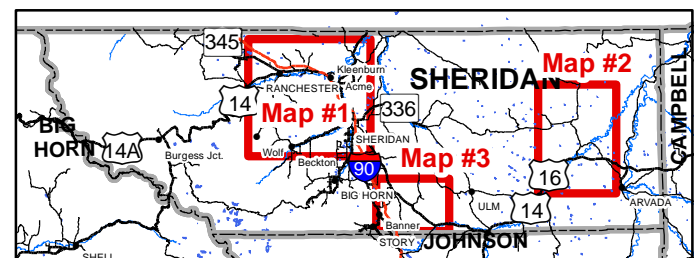 345
Kleenburn
SHERIDAN
Map #2
RANCHESTER
Acme
14
Map #1
336
CAMPBELL
BIG
HORN
14A
Burgess Jct.
Wolf
SHERIDAN
Beckton
Map #3
90
16
BIG HORN
ULM
14
ARVADA
Banner
STORY
JOHNSON
SHELL